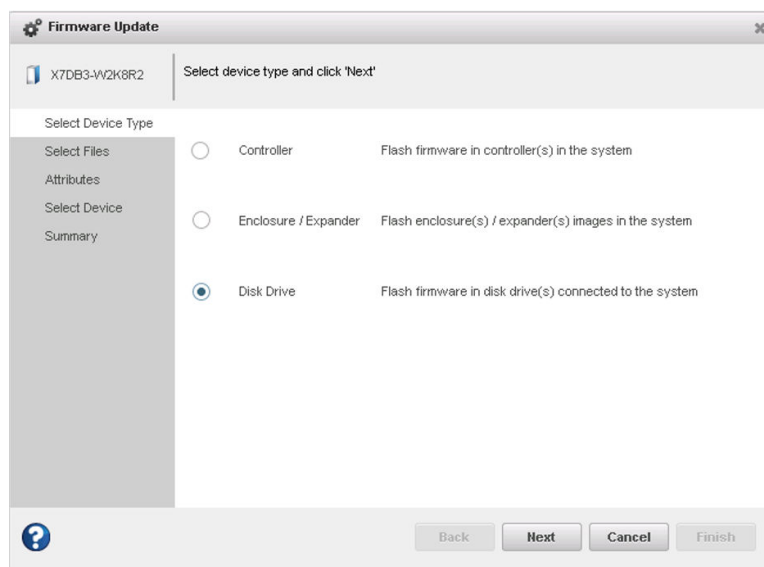 Firmware Update
X7DB3-W2K8R2
Select device type and click 'Next'
Select Device Type
Select Files
Attributes
Select Device
Summary
Controller Flash firmware in controller(s) in the system
Enclosure / Expander Flash enclosure(s) / expander(s) images in the system
Disk Drive Flash firmware in disk drive(s) connected to the system
? Back Next Cancel Finish